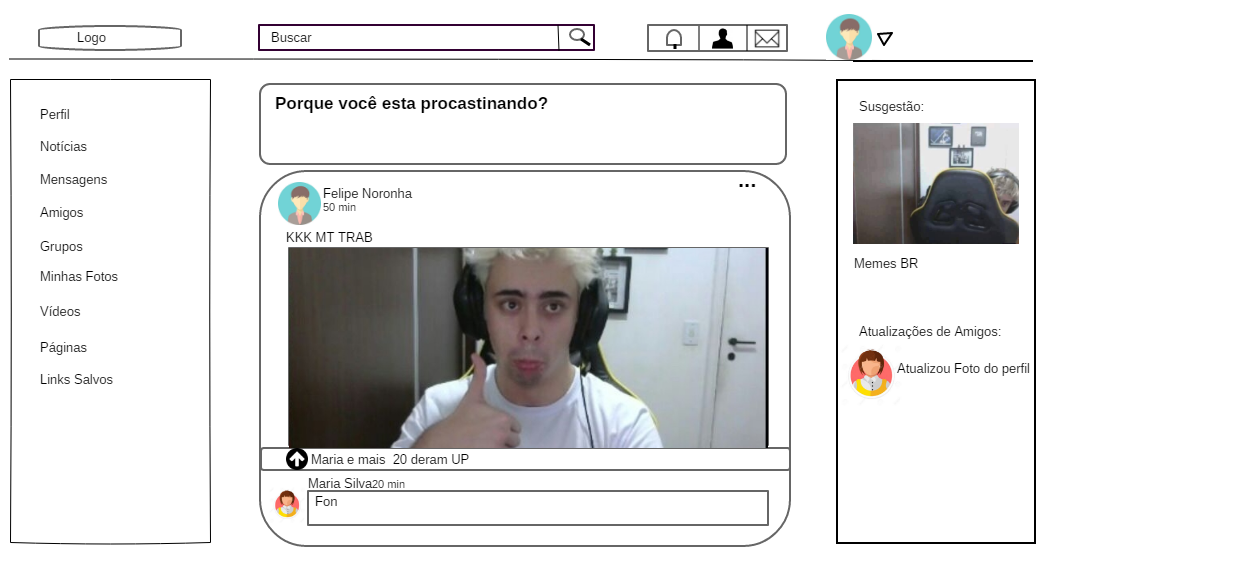 Logo
Buscar
Perfil
Notícias
Mensagens
Amigos
Grupos
Minhas Fotos
Vídeos
Páginas
Links Salvos
Porque você esta procastinando?
Felipe Noronha
50 min
...
KKK MT TRAB
Maria e mais 20 deram UP
Maria Silva20 min
Fon
Susgestão:
Memes BR
Atualizações de Amigos:
Atualizou Foto do perfil